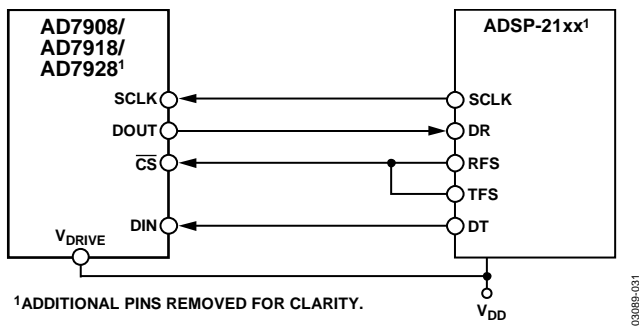 AD7908/
AD7918/
AD7928¹
ADSP-21xx¹
SCLK
SCLK
DOUT
DR
CS
RFS
TFS
DIN
DT
VDRIVE
VDD
¹ADDITIONAL PINS REMOVED FOR CLARITY.
03089-031